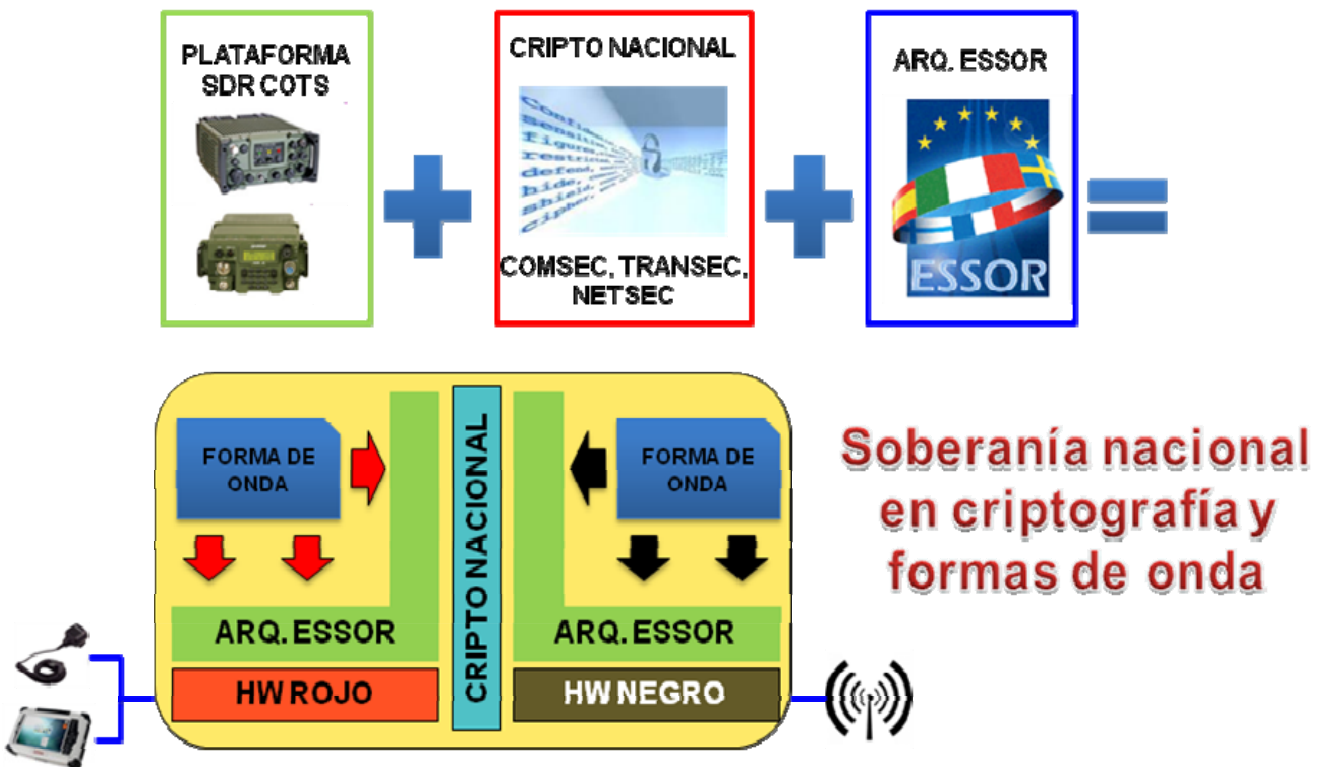 PLATAFORMA
SDR COTS
CRIPTO NACIONAL
COMSEC, TRANSEC,
NETSEC
ARQ. ESSOR
ESSOR
FORMA DE
ONDA
ARQ. ESSOR
HW ROJO
CRIPTO NACIONAL
FORMA DE
ONDA
ARQ. ESSOR
HW NEGRO
Soberanía nacional
en criptografía y
formas de onda